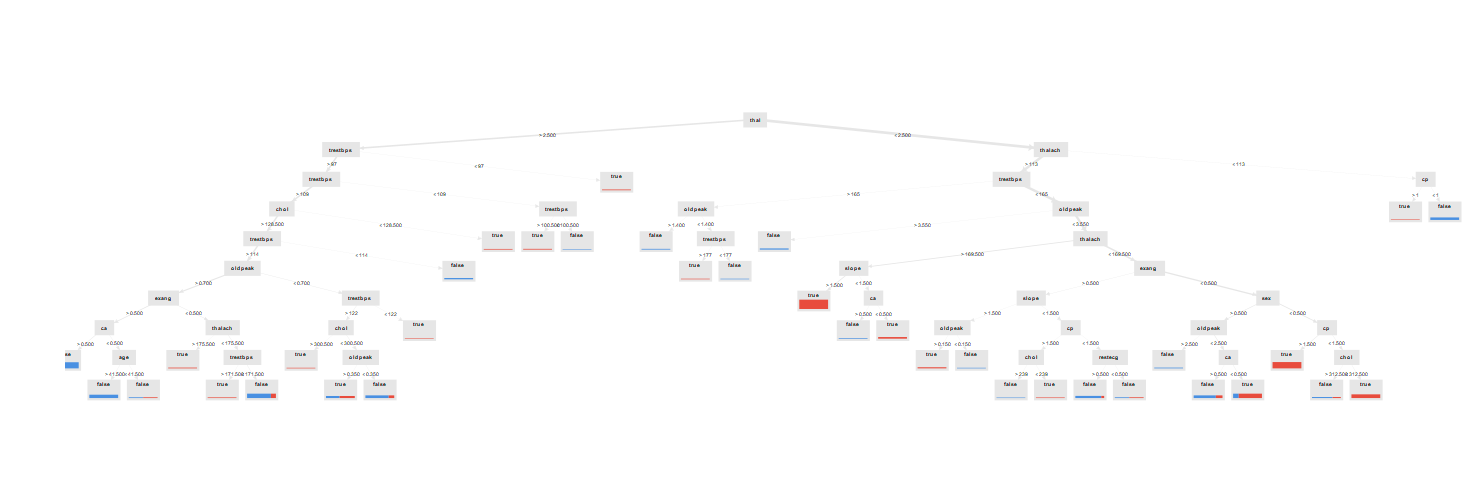 thal
>2.500 <2.500
trestbps thalach
>97 <97 >113 <113
trestbps true trestbps cp
>109 <109 >165 <165 >1 <1
chol trestbps oldpeak oldpeak true false
>128.500 <128.500 >100.500 <100.500 >1.400 <1.400 >3.550 <3.550
trestbps true true false false trestbps false thalach
>114 <114 >177 <177 >169.500 <169.500
oldpeak false true false slope exang
>0.700 <0.700 >1.500 <1.500 >0.500 <0.500
exang trestbps true ca slope sex
>0.500 <0.500 >122 <122 >0.500 <0.500 >1.500 <1.500 >0.500 <0.500
ca thalach chol true false true oldpeak cp oldpeak cp
>0.500 <0.500 >175.500 <175.500 >300.500 <300.500 >0.150 <0.150 >1.500 <1.500 >2.500 <2.500 >1.500 <1.500
se age true trestbps true oldpeak true false chol restecg false ca true chol
>41.500 <41.500 >171.500 <171.500 >0.350 <0.350 >239 <239 >0.500 <0.500 >0.500 <0.500 >312.500 <312.500
false false true false true false false true false false false true false true